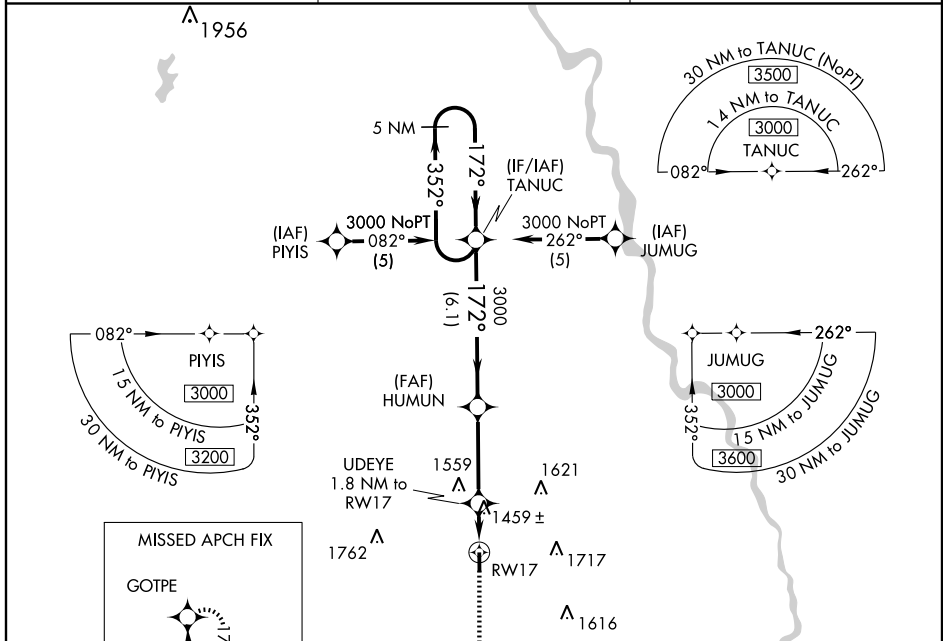 1956
30 NM to TANUC (NoPT)
3500
14 NM to TANUC
3000
TANUC
082°
262°
5 NM
352°
172°
(IF/IAF)
TANUC
(IAF)
PIYIS
3000 NoPT
082°
(5)
3000 NoPT
262°
(5)
(IAF)
JUMUG
3000
172°
(6.1)
082°
PIYIS
3000
15 NM to PIYIS
3200
30 NM to PIYIS
352°
262°
JUMUG
3000
15 NM to JUMUG
3600
30 NM to JUMUG
352°
(FAF)
HUMUN
UDEYE
1.8 NM to
RW17
1559
1621
1459 ±
1762
1717
RW17
1616
MISSED APCH FIX
GOTPE